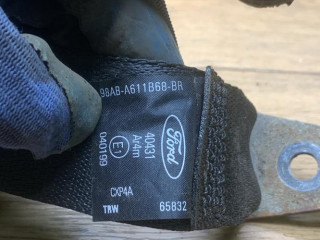 98AB-A611B68-BR
Ford
40431
Ar4m
E1
040199
CXP4A
TRW 65832